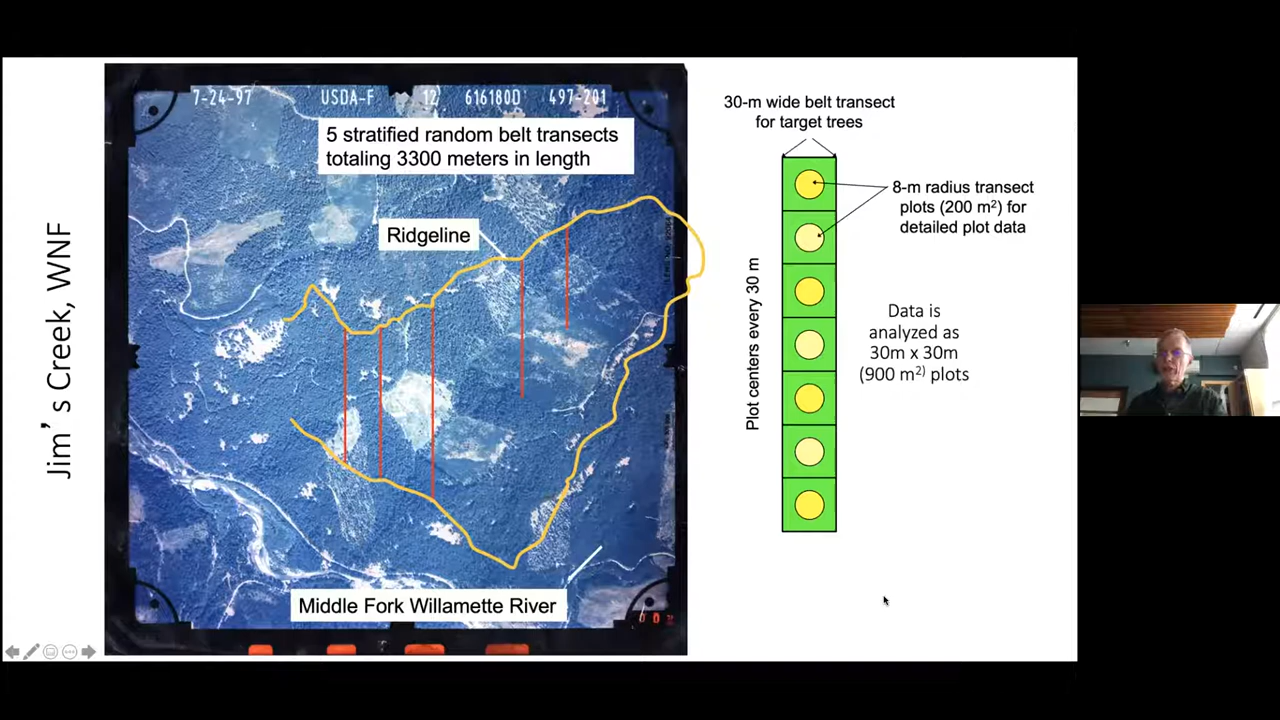 Jim's Creek, WNF
7-24-97 USDA-F 12 616180D 497-201
5 stratified random belt transects
totaling 3300 meters in length
Ridgeline
Middle Fork Willamette River
30-m wide belt transect
for target trees
8-m radius transect
plots (200 m²) for
detailed plot data
Plot centers every 30 m
Data is
analyzed as
30m x 30m
(900 m²⁾ plots